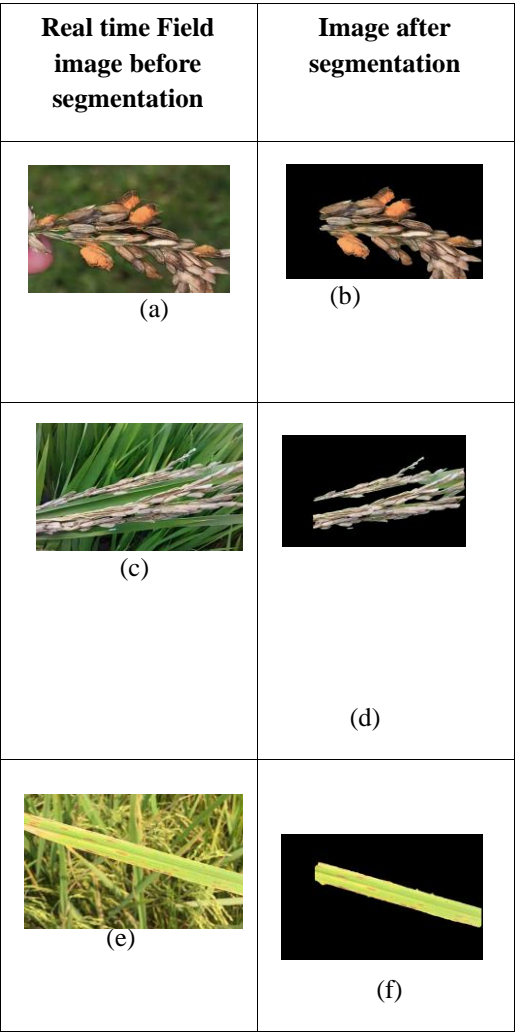 Real time Field
image before
segmentation
Image after
segmentation
(a)
(b)
(c)
(d)
(e)
(f)